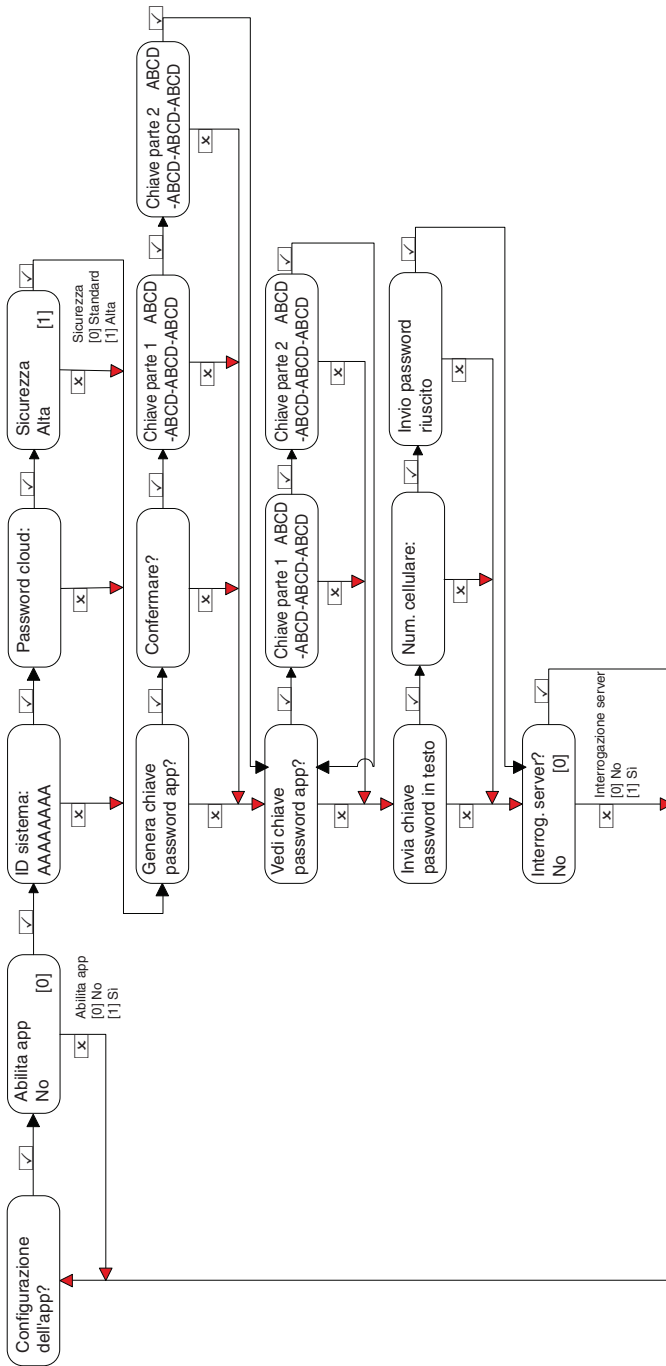 Configurazione
dell'app?
Abilita app
No [0]
Abilita app
[0] No
[1] Sì
ID sistema:
AAAAAAAAA
Password cloud:
Sicurezza
Alta [1]
Sicurezza
[0] Standard
[1] Alta
Genera chiave
password app?
Confermare?
Chiave parte 1 ABCD
-ABCD-ABCD-ABCD
Chiave parte 2 ABCD
-ABCD-ABCD-ABCD
Vedi chiave
password app?
Chiave parte 1 ABCD
-ABCD-ABCD-ABCD
Chiave parte 2 ABCD
-ABCD-ABCD-ABCD
Invia chiave
password in testo
Num. cellulare:
Invio password
riuscito
Interrog. server?
No [0]
Interrogazione server
[0] No
[1] Sì